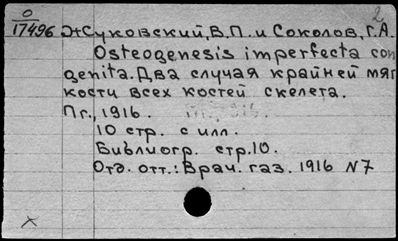 2
О
17496 Жуковский, В.П. и Соколов, Г.А.
Osteogenesis imperfecta con
genita. Два случая крайней мяг
кости всех костей скелета.
Пг., 1916.
10 стр. с илл.
Библиогр. стр. 10.
Отд. отт.: Врач. газ. 1916 N7
x